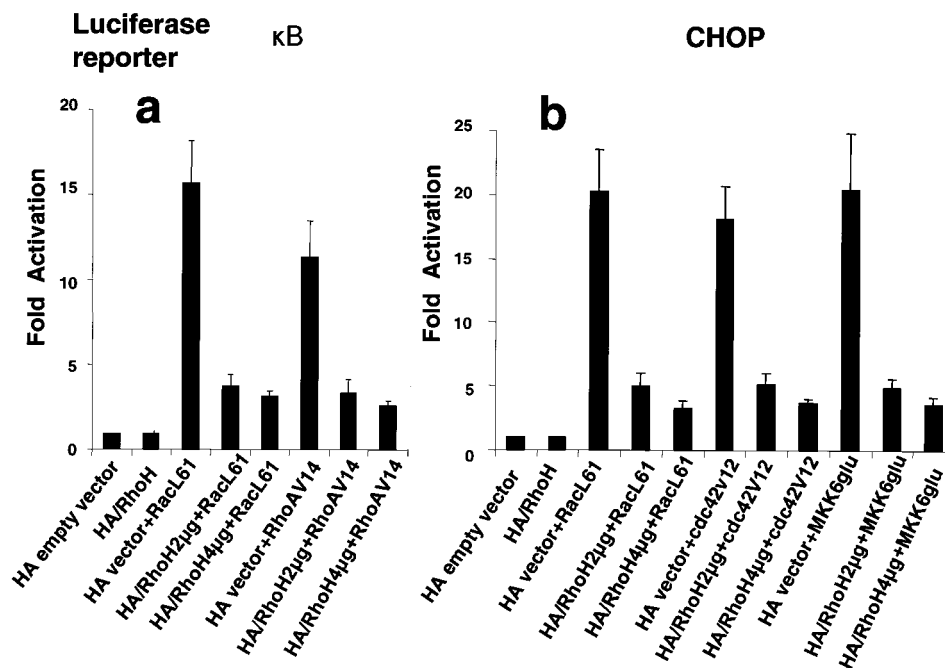 Luciferase
reporter
κB
CHOP
a
Fold Activation
20
15
10
5
0
HA empty vector
HA/RhoH
HA vector+RacL61
HA/RhoH2µg+RacL61
HA/RhoH4µg+RacL61
HA vector+RhoAV14
HA/RhoH2µg+RhoAV14
HA/RhoH4µg+RhoAV14
b
Fold Activation
25
20
15
10
5
0
HA empty vector
HA/RhoH
HA vector+RacL61
HA/RhoH2µg+RacL61
HA/RhoH4µg+RacL61
HA vector+cdc42v12
HA/RhoH2µg+cdc42V12
HA/RhoH4µg+cdc42V12
HA vector+MKK6glu
HA/RhoH2µg+MKK6glu
HA/RhoH4µg+MKK6glu